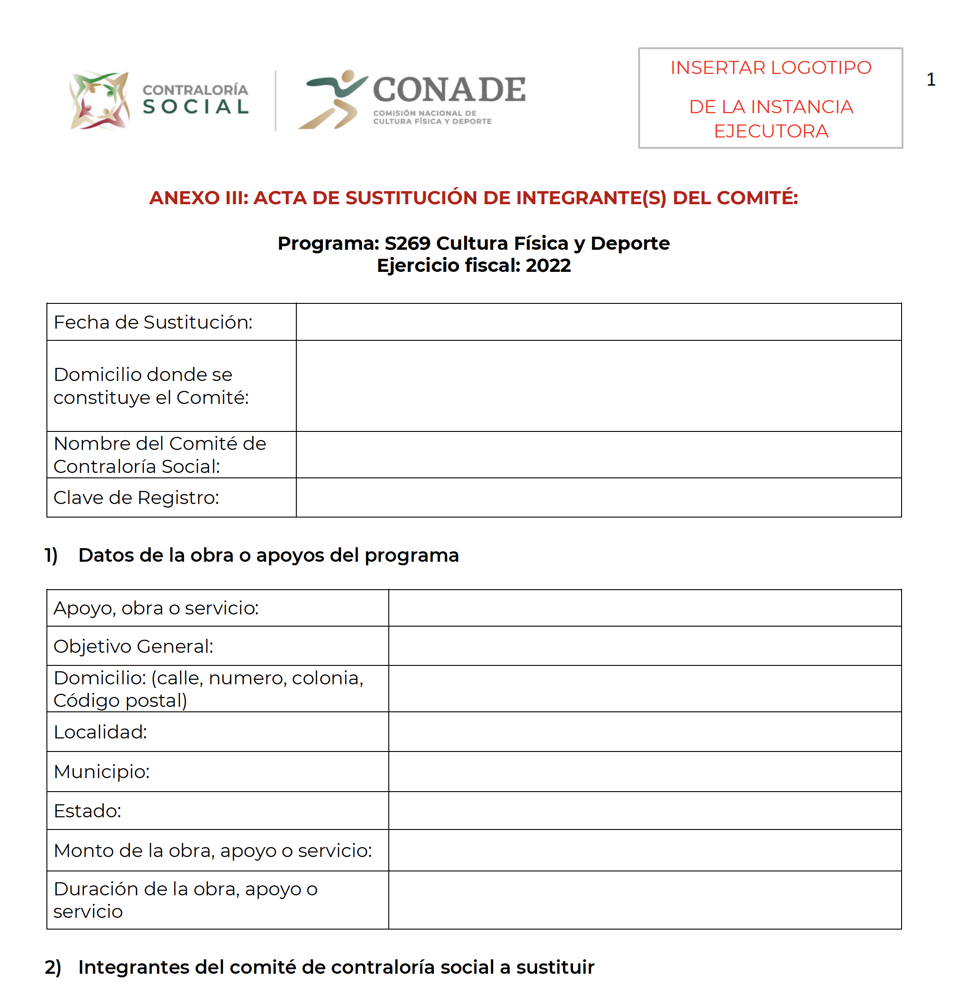 CONTRALORÍA
SOCIAL
CONADE
COMISIÓN NACIONAL DE
CULTURA FÍSICA Y DEPORTE
INSERTAR LOGOTIPO
DE LA INSTANCIA
EJECUTORA
1
ANEXO III: ACTA DE SUSTITUCIÓN DE INTEGRANTE(S) DEL COMITÉ:
Programa: S269 Cultura Física y Deporte
Ejercicio fiscal: 2022
Fecha de Sustitución:
Domicilio donde se
constituye el Comité:
Nombre del Comité de
Contraloría Social:
Clave de Registro:
1) Datos de la obra o apoyos del programa
Apoyo, obra o servicio:
Objetivo General:
Domicilio: (calle, numero, colonia,
Código postal)
Localidad:
Municipio:
Estado:
Monto de la obra, apoyo o servicio:
Duración de la obra, apoyo o
servicio
2) Integrantes del comité de contraloría social a sustituir